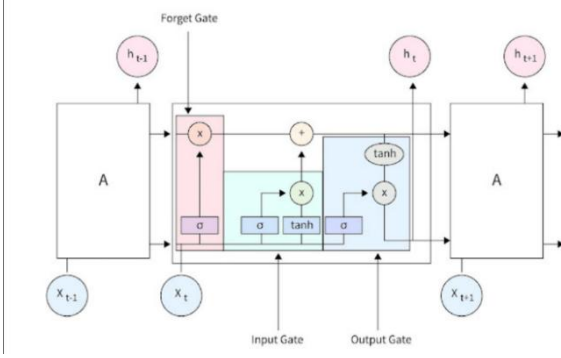 Forget Gate
h t-1
h t
h t+1
x
+
tanh
A
x
x
A
σ
σ
tanh
σ
X t-1
X t
X t+1
Input Gate
Output Gate